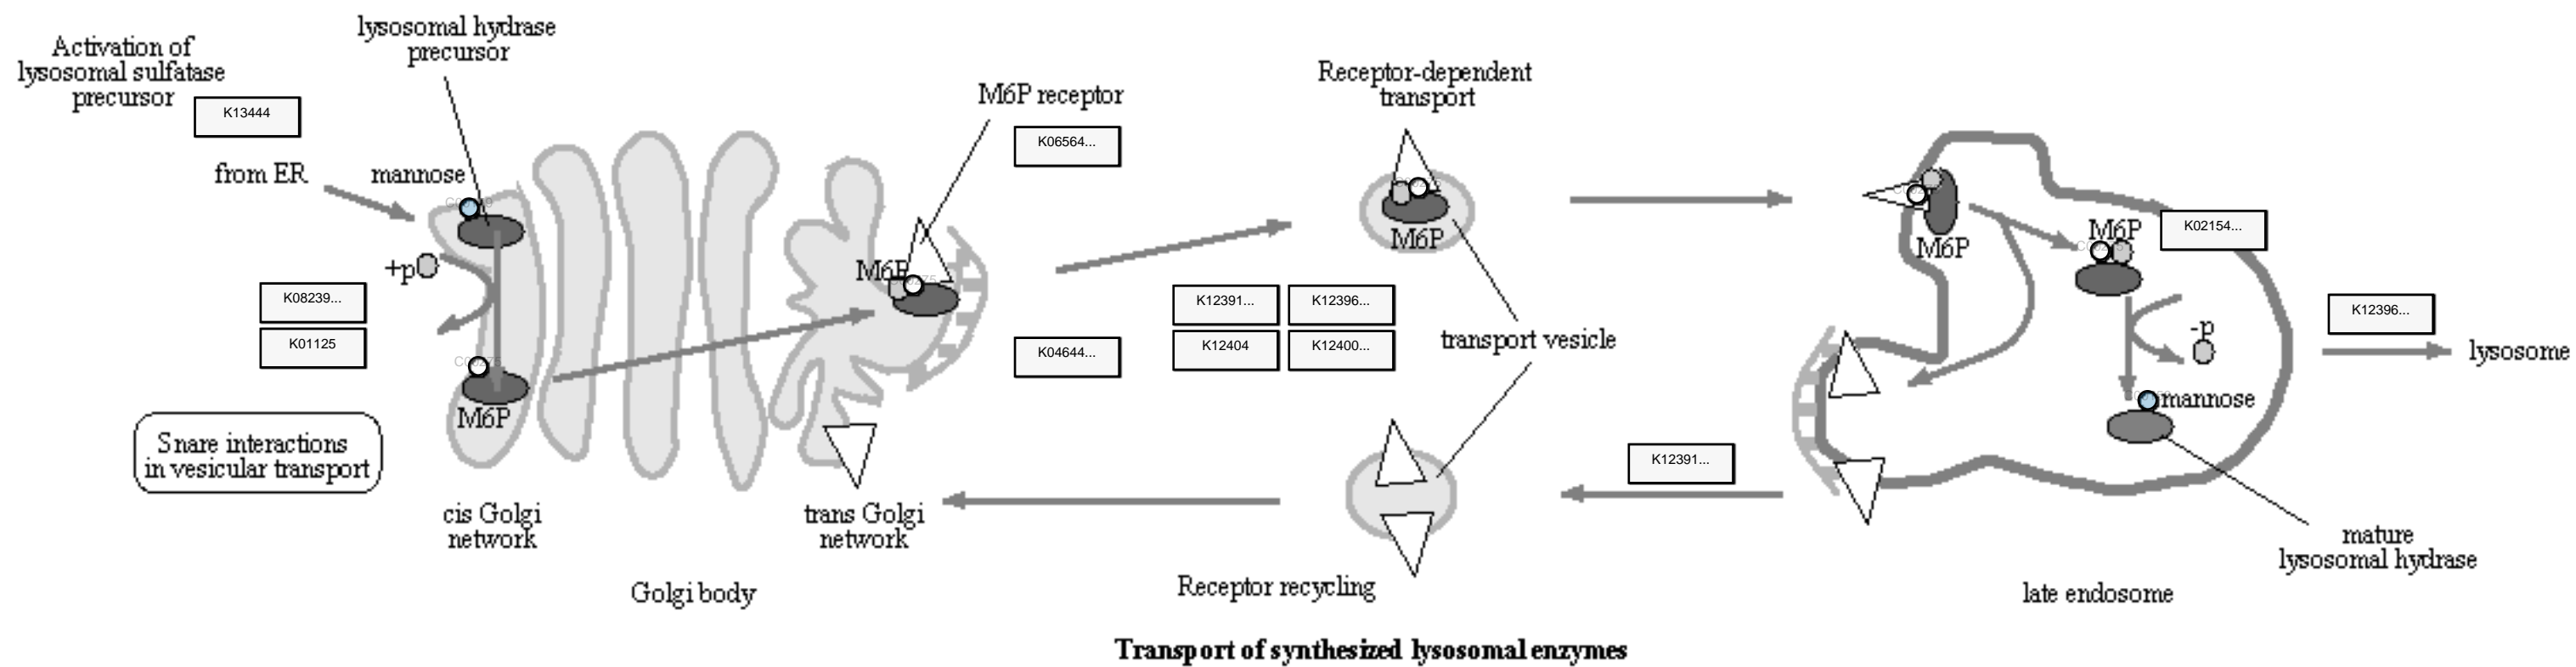 Activation of
lysosomal sulfatase
precursor
K13444
lysosomal hydrase
precursor
from ER
mannose
+p
K08239...
K01125
M6P
Snare interactions
in vesicular transport
cis Golgi
network
Golgi body
trans Golgi
network
M6P
M6P receptor
K06564...
K04644...
Receptor-dependent
transport
M6P
K12391...
K12396...
K12404
K12400...
transport vesicle
Receptor recycling
K12391...
M6P
M6P
K02154...
-p
mannose
K12396...
lysosome
mature
lysosomal hydrase
late endosome
Transport of synthesized lysosomal enzymes